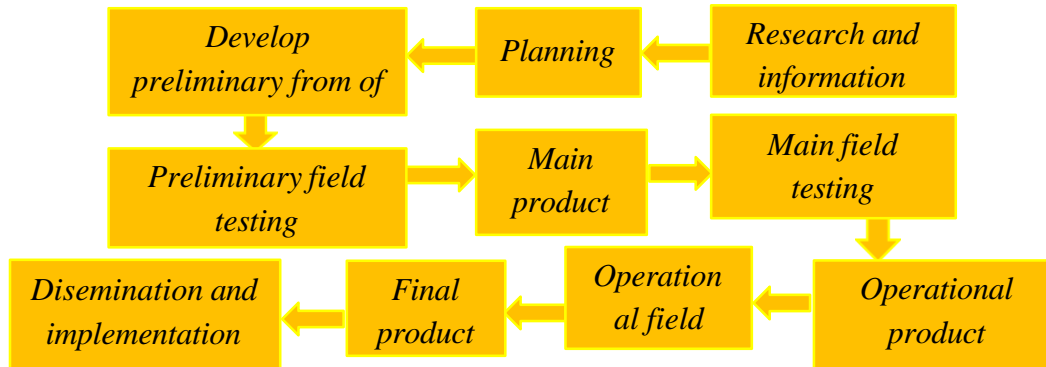 Research and
information
Planning
Develop
preliminary from of
Preliminary field
testing
Main
product
Main field
testing
Operational
product
Operation
al field
Final
product
Disemination and
implementation